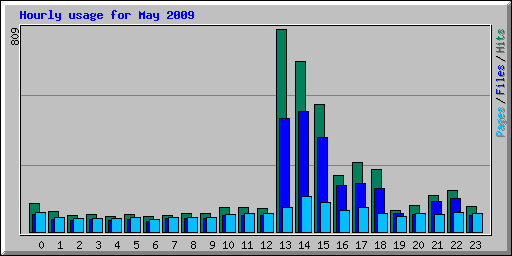 Hourly usage for May 2009
809
Pages/Files/Hits
0 1 2 3 4 5 6 7 8 9 10 11 12 13 14 15 16 17 18 19 20 21 22 23